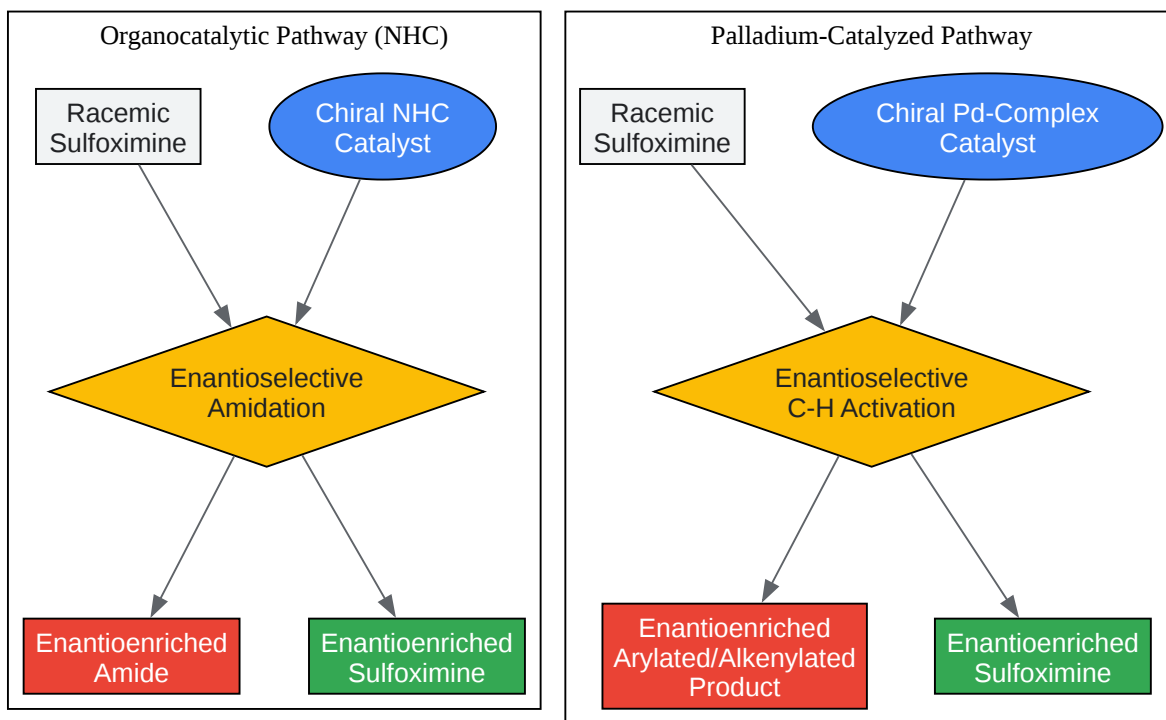 Organocatalytic Pathway (NHC)
Racemic
Sulfoximine
Chiral NHC
Catalyst
Enantioselective
Amidation
Enantioenriched
Amide
Enantioenriched
Sulfoximine
Palladium-Catalyzed Pathway
Racemic
Sulfoximine
Chiral Pd-Complex
Catalyst
Enantioselective
C-H Activation
Enantioenriched
Arylated/Alkenylated
Product
Enantioenriched
Sulfoximine